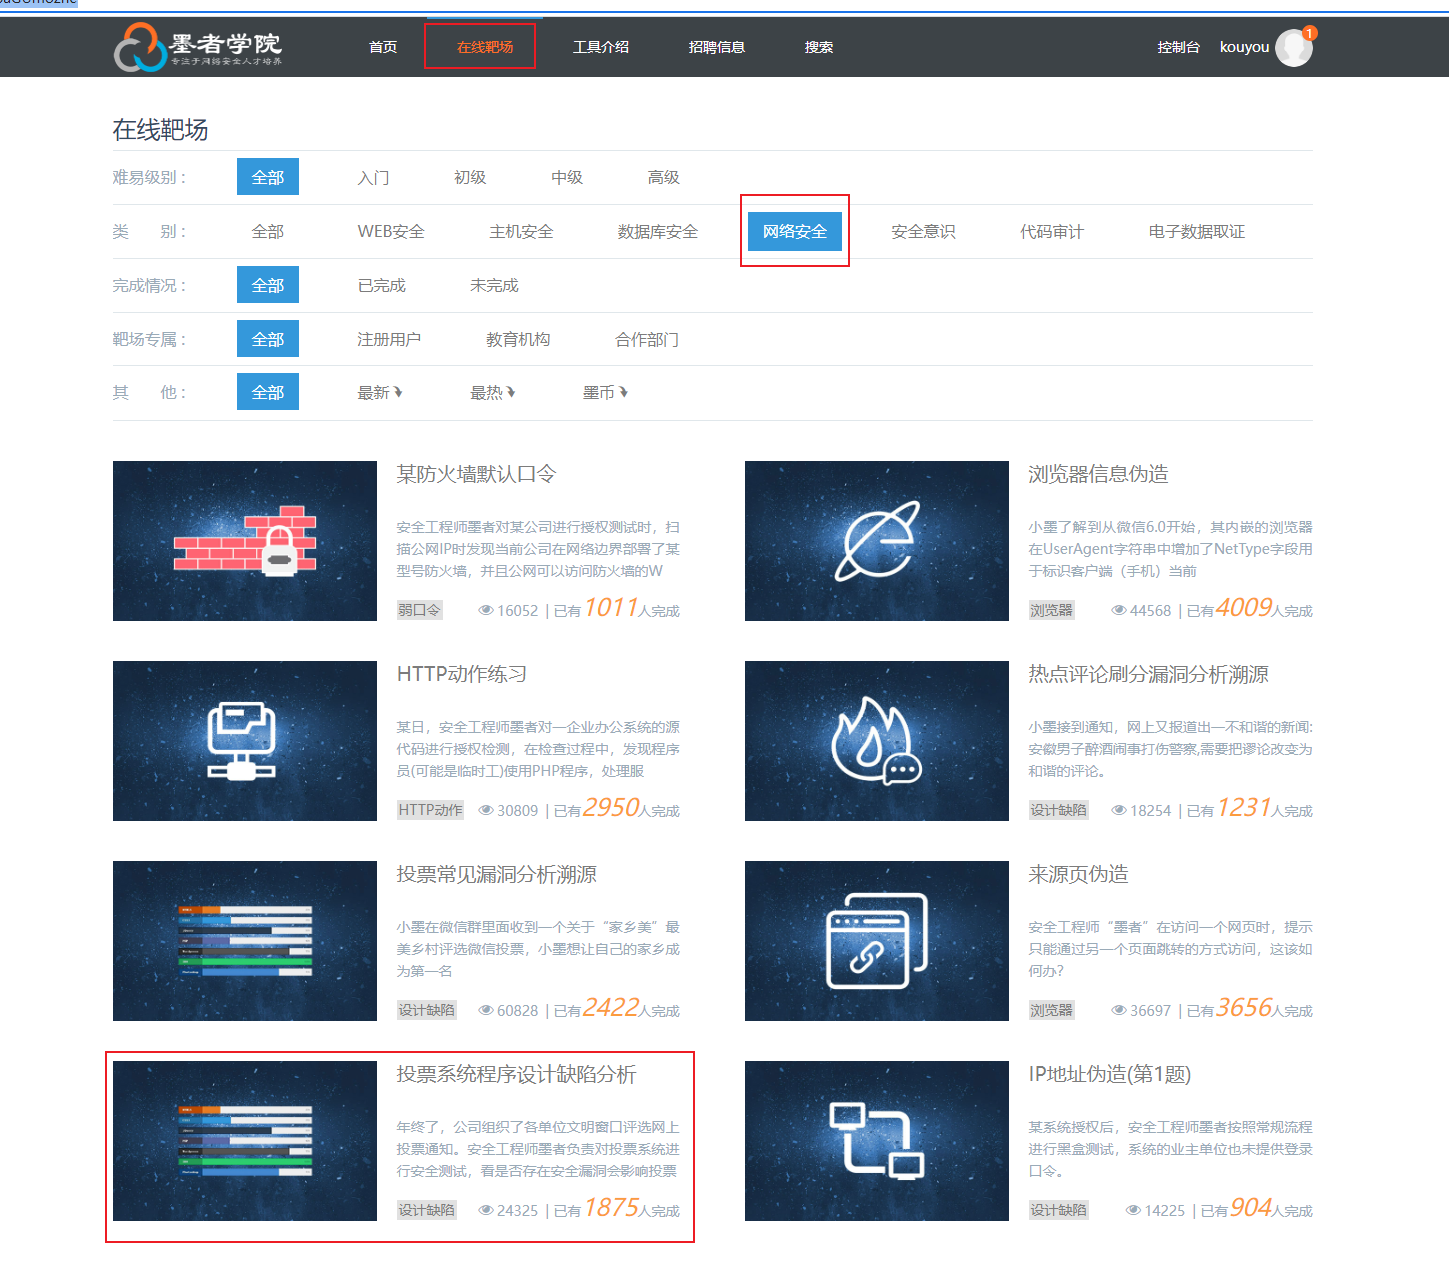 墨者学院
专注于网络安全人才培养
首页 在线靶场 工具介绍 招聘信息 搜索 控制台 kouyou 1
在线靶场
难易级别： 全部 入门 初级 中级 高级
类 别： 全部 WEB安全 主机安全 数据库安全 网络安全 安全意识 代码审计 电子数据取证
完成情况： 全部 已完成 未完成
靶场专属： 全部 注册用户 教育机构 合作部门
其 他： 全部 最新 最热 墨币
某防火墙默认口令
安全工程师墨者对某公司进行授权测试时，扫
描公网IP时发现当前公司在网络边界部署了某
型号防火墙，并且公网可以访问防火墙的W
弱口令 16052 | 已有1011人完成
浏览器信息伪造
小墨了解到从微信6.0开始，其内嵌的浏览器
在UserAgent字符串中增加了NetType字段用
于标识客户端（手机）当前
浏览器 44568 | 已有4009人完成
HTTP动作练习
某日，安全工程师墨者对一企业办公系统的源
代码进行授权检测，在检查过程中，发现程序
员(可能是临时工)使用PHP程序，处理服
HTTP动作 30809 | 已有2950人完成
热点评论刷分漏洞分析溯源
小墨接到通知，网上又报道出一不和谐的新闻:
安徽男子醉酒闹事打伤警察,需要把谬论改变为
和谐的评论。
设计缺陷 18254 | 已有1231人完成
投票常见漏洞分析溯源
小墨在微信群里面收到一个关于“家乡美”最
美乡村评选微信投票，小墨想让自己的家乡成
为第一名
设计缺陷 60828 | 已有2422人完成
来源页伪造
安全工程师“墨者”在访问一个网页时，提示
只能通过另一个页面跳转的方式访问，这该如
何办？
浏览器 36697 | 已有3656人完成
投票系统程序设计缺陷分析
年终了，公司组织了各单位文明窗口评选网上
投票通知。安全工程师墨者负责对投票系统进
行安全测试，看是否存在安全漏洞会影响投票
设计缺陷 24325 | 已有1875人完成
IP地址伪造(第1题)
某系统授权后，安全工程师墨者按照常规流程
进行黑盒测试，系统的业主单位也未提供登录
口令。
设计缺陷 14225 | 已有904人完成